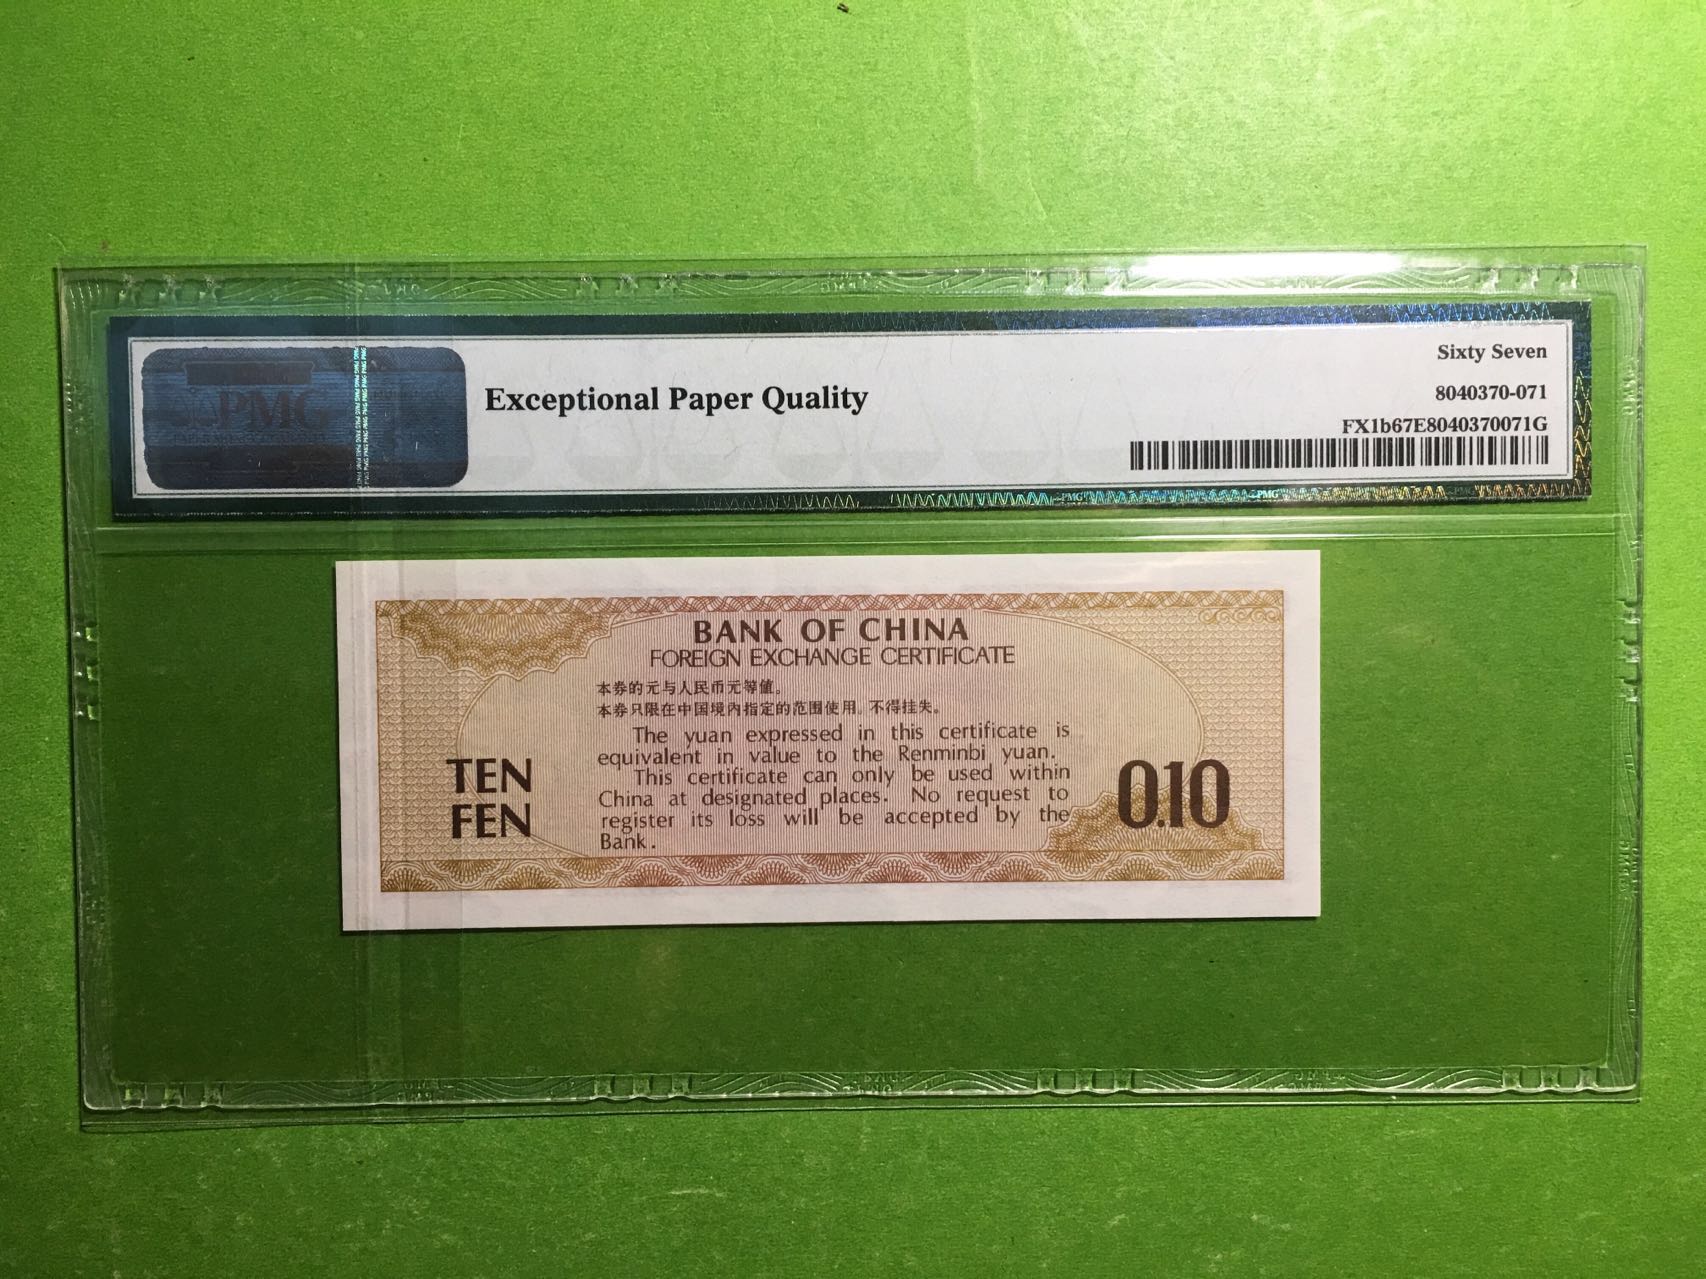 Sixty Seven
8040370-071
FX1b67E8040370071G
PMG
Exceptional Paper Quality
BANK OF CHINA
FOREIGN EXCHANGE CERTIFICATE
本券的元与人民币元等值。
本券只限在中国境内指定的范围使用。不得挂失。
The yuan expressed in this certificate is
equivalent in value to the Renminbi yuan.
This certificate can only be used within
China at designated places. No request to
register its loss will be accepted by the
Bank.
TEN
FEN
0.10